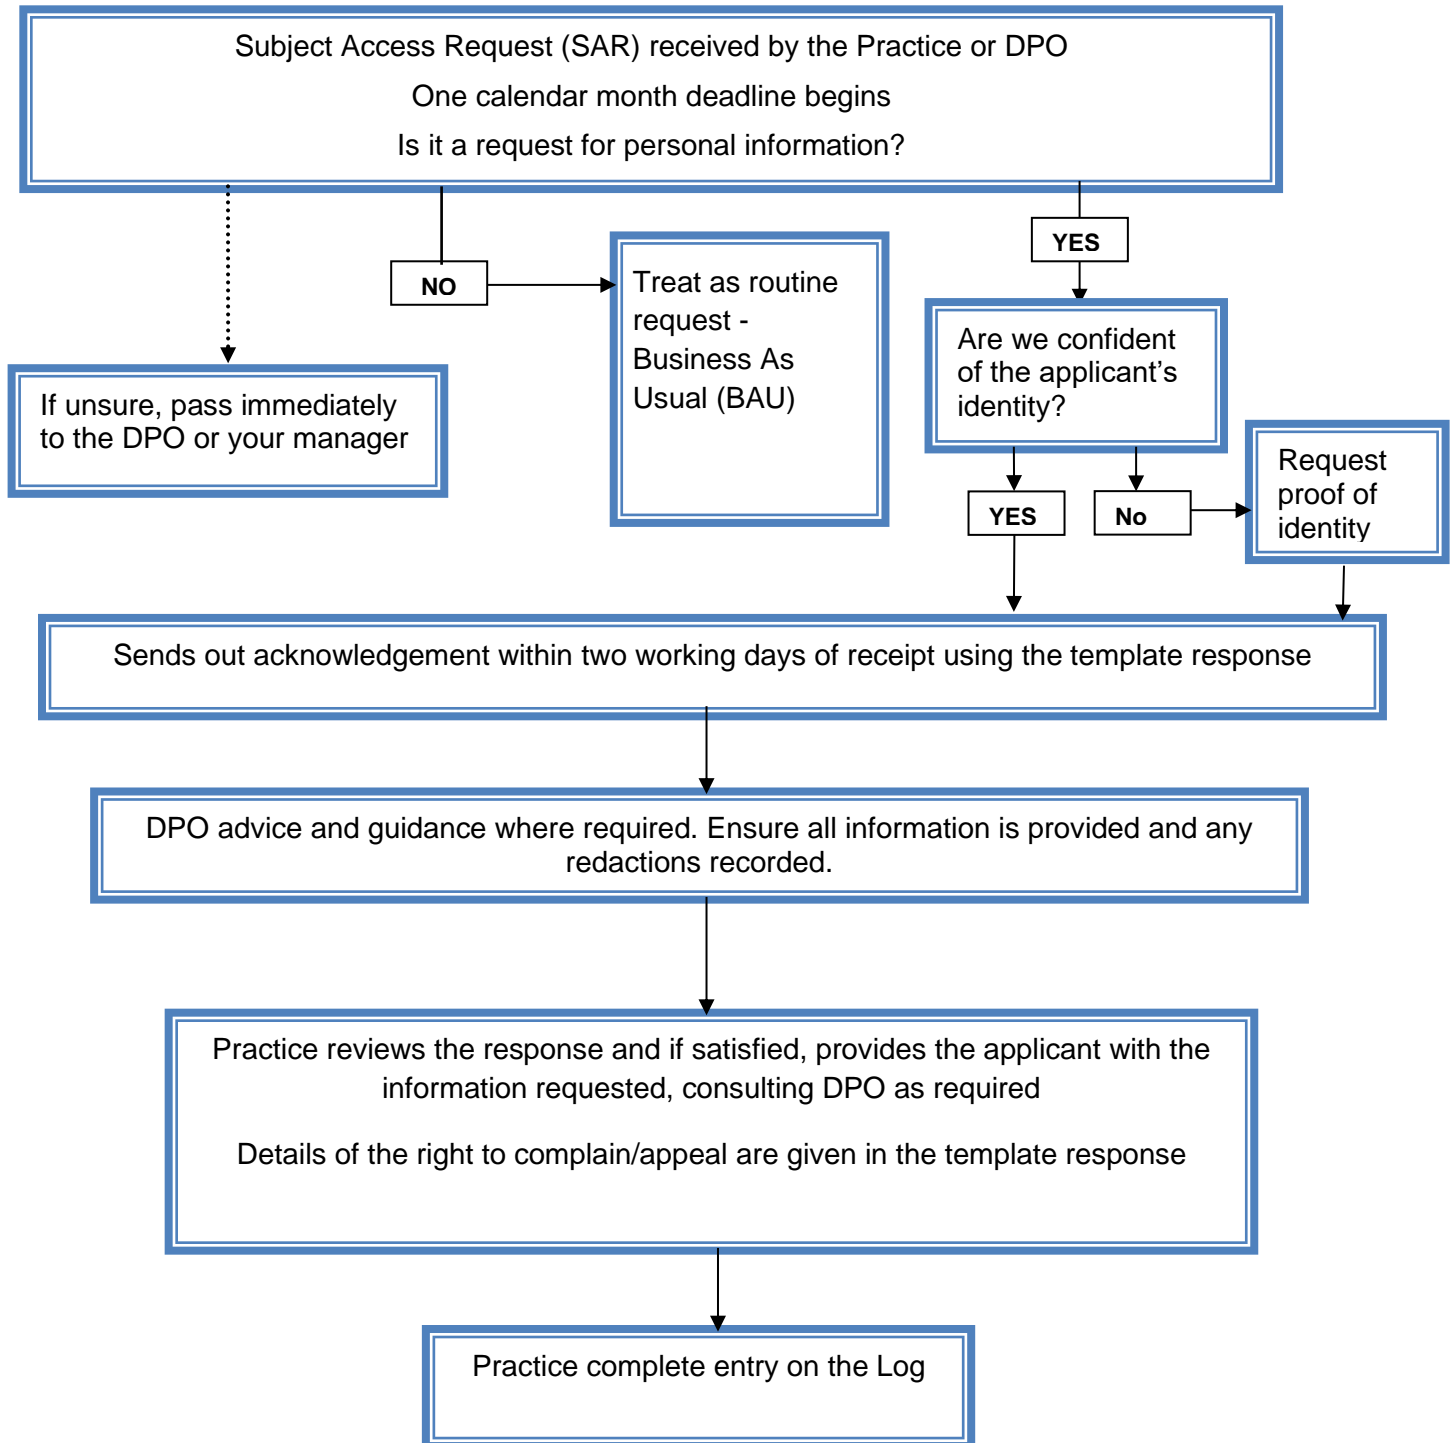 Subject Access Request (SAR) received by the Practice or DPO
One calendar month deadline begins
Is it a request for personal information?
YES
NO
Treat as routine
request -
Business As
Usual (BAU)
Are we confident
of the applicant’s
identity?
If unsure, pass immediately
to the DPO or your manager
Request
proof of
identity
YES
No
Sends out acknowledgement within two working days of receipt using the template response
DPO advice and guidance where required. Ensure all information is provided and any
redactions recorded.
Practice reviews the response and if satisfied, provides the applicant with the
information requested, consulting DPO as required
Details of the right to complain/appeal are given in the template response
Practice complete entry on the Log